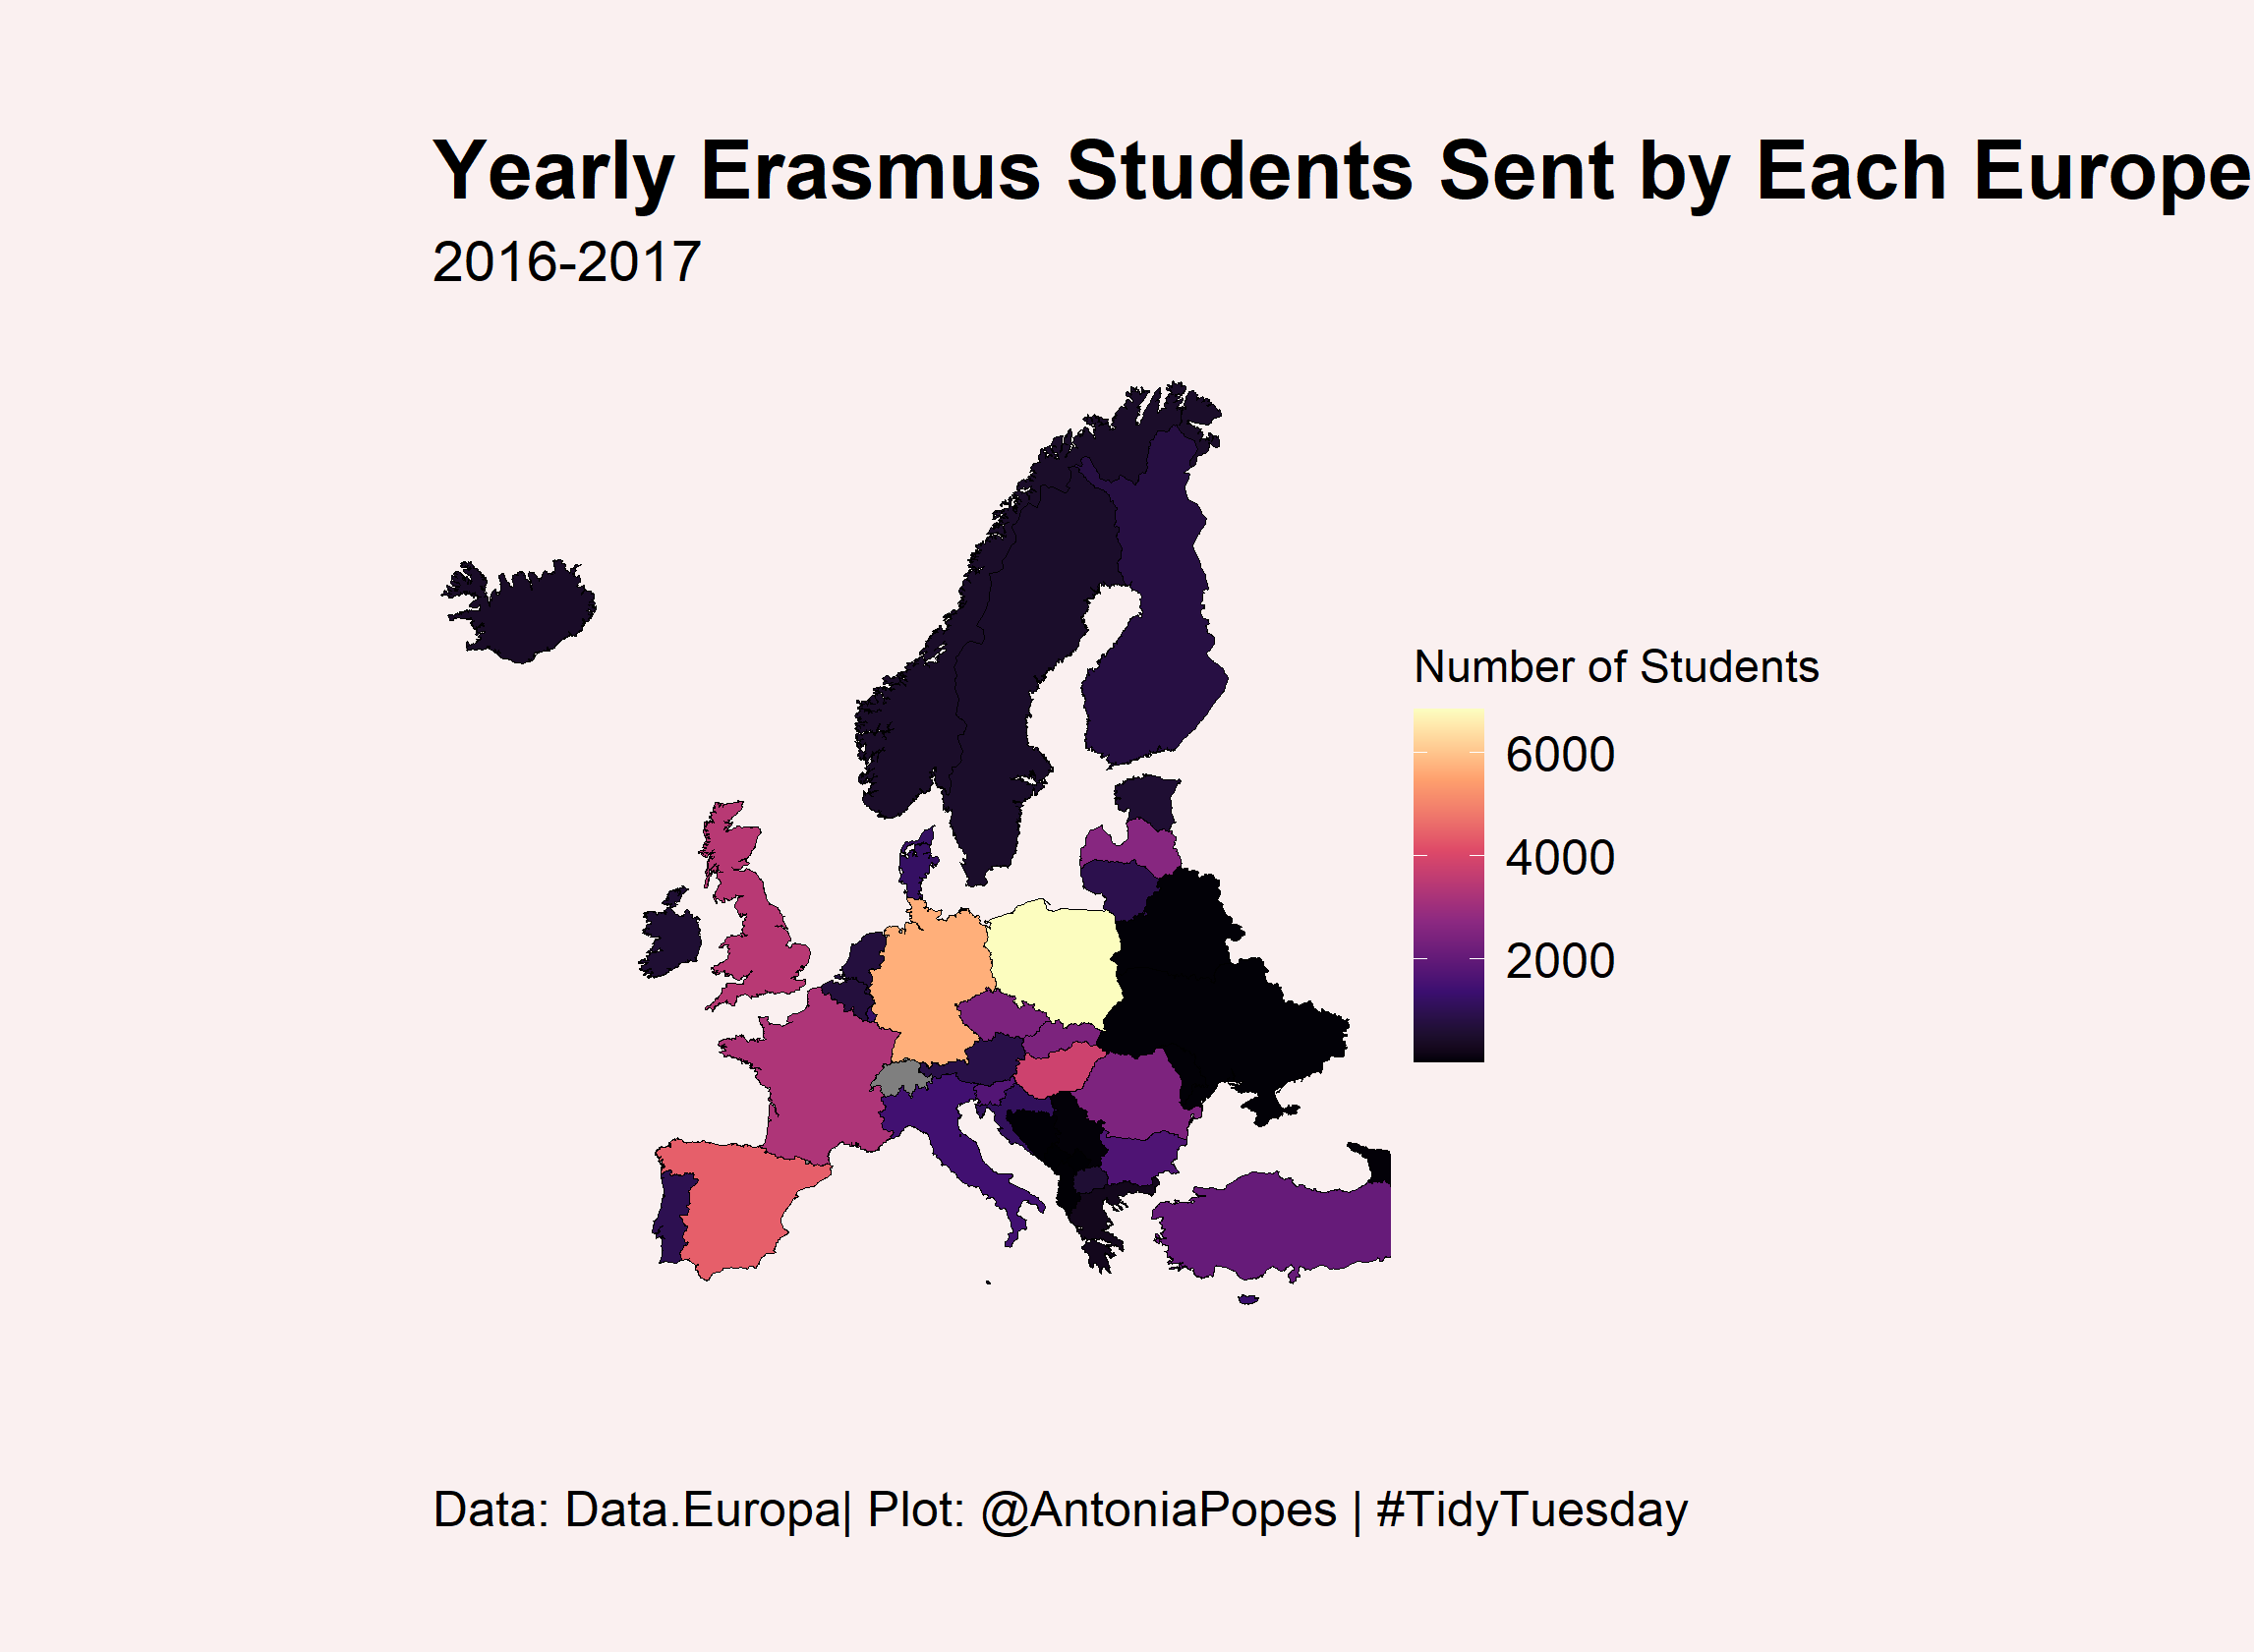 Yearly Erasmus Students Sent by Each Europe
2016-2017
Number of Students
6000
4000
2000
Data: Data.Europa| Plot: @AntoniaPopes | #TidyTuesday